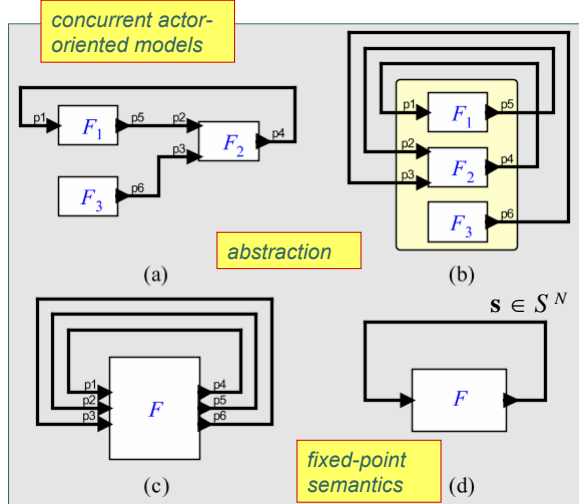 concurrent actor-
oriented models
p1
F1
p5
p2
p3
F2
p4
F3
p6
(a)
p1
F1
p5
p2
p3
F2
p4
F3
p6
(b)
abstraction
p1
p2
p3
F
p4
p5
p6
(c)
s ∈ S^N
F
(d)
fixed-point
semantics